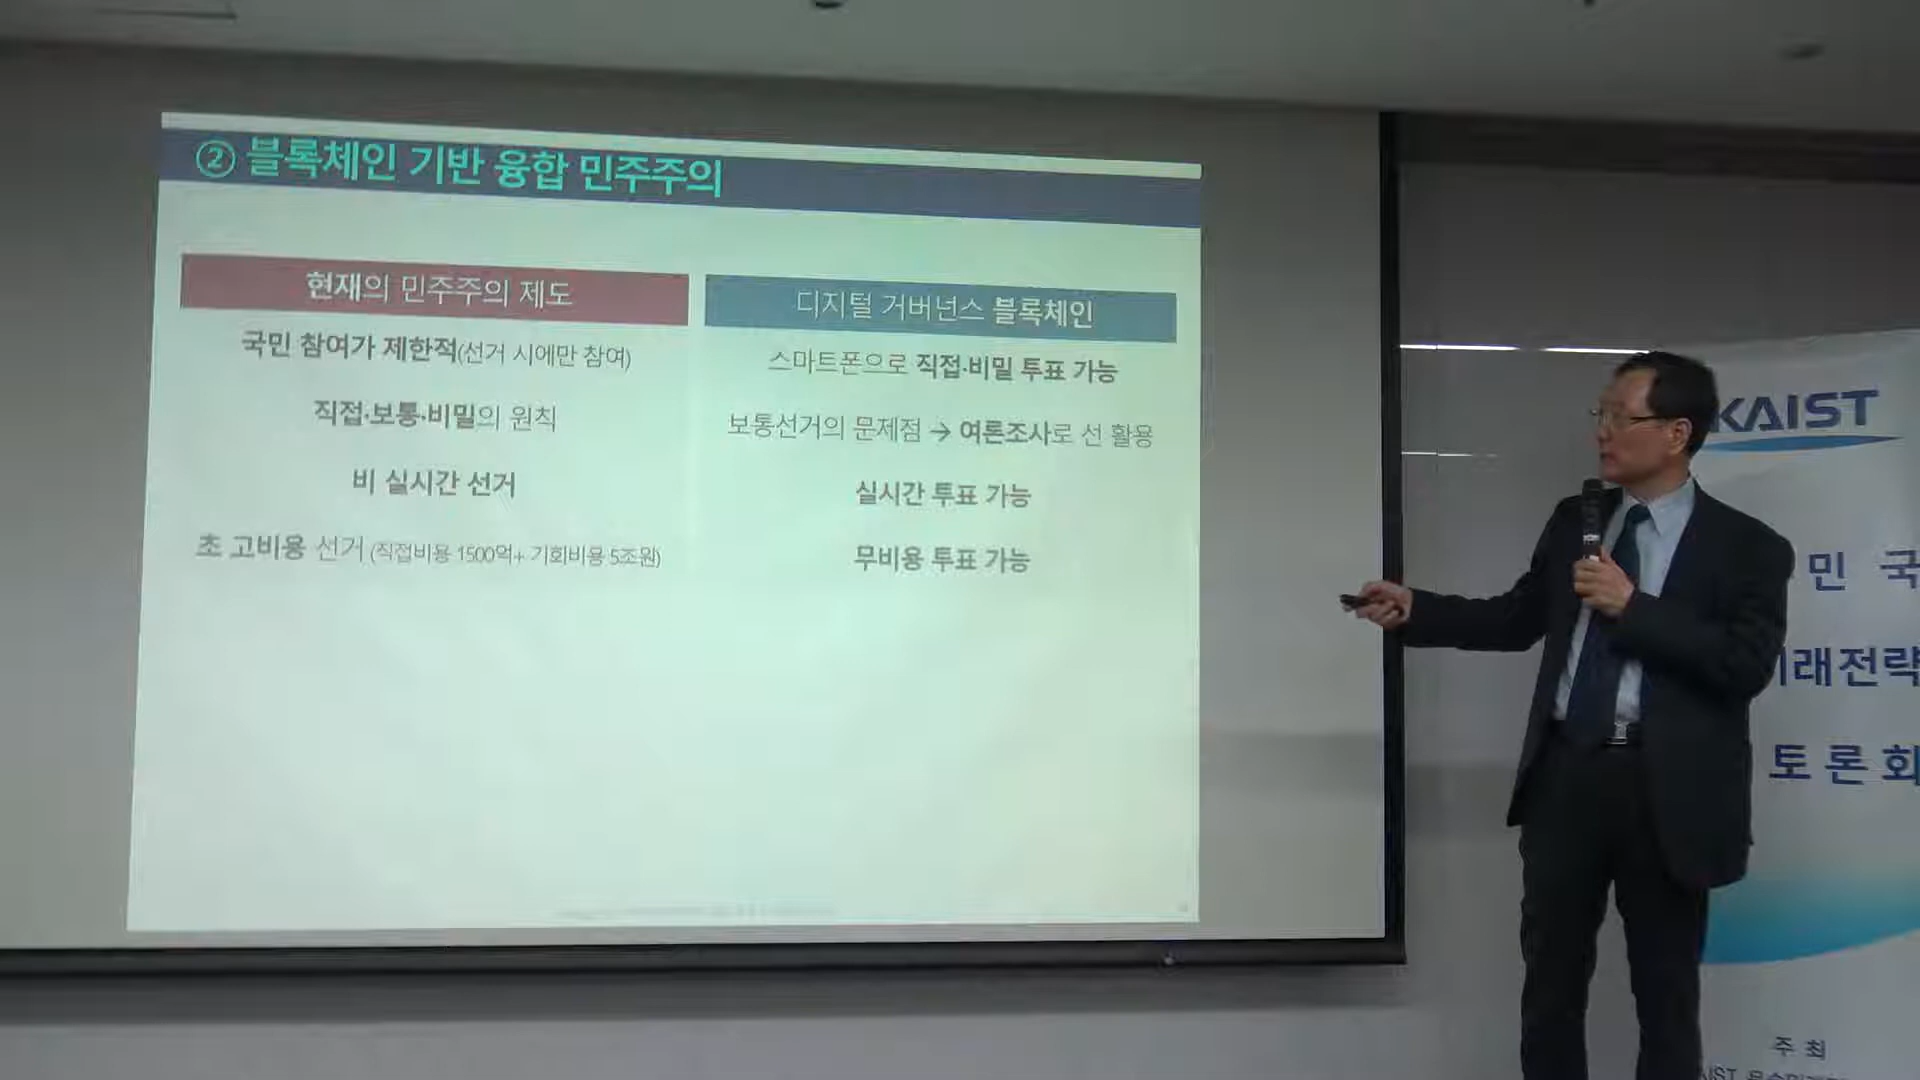 ② 블록체인 기반 융합 민주주의
현재의 민주주의 제도
국민 참여가 제한적(선거 시에만 참여)
직접·보통·비밀의 원칙
비 실시간 선거
초 고비용 선거 (직접비용 1500억+ 기회비용 5조원)
디지털 거버넌스 블록체인
스마트폰으로 직접·비밀 투표 가능
보통선거의 문제점 → 여론조사로 선 활용
실시간 투표 가능
무비용 투표 가능
KAIST
민 국
래전략
토론회
주 최